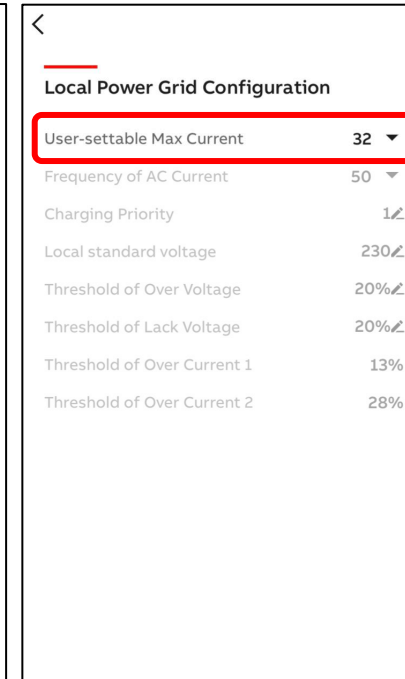 Local Power Grid Configuration
User-settable Max Current 32
Frequency of AC Current 50
Charging Priority 1
Local standard voltage 230
Threshold of Over Voltage 20%
Threshold of Lack Voltage 20%
Threshold of Over Current 1 13%
Threshold of Over Current 2 28%